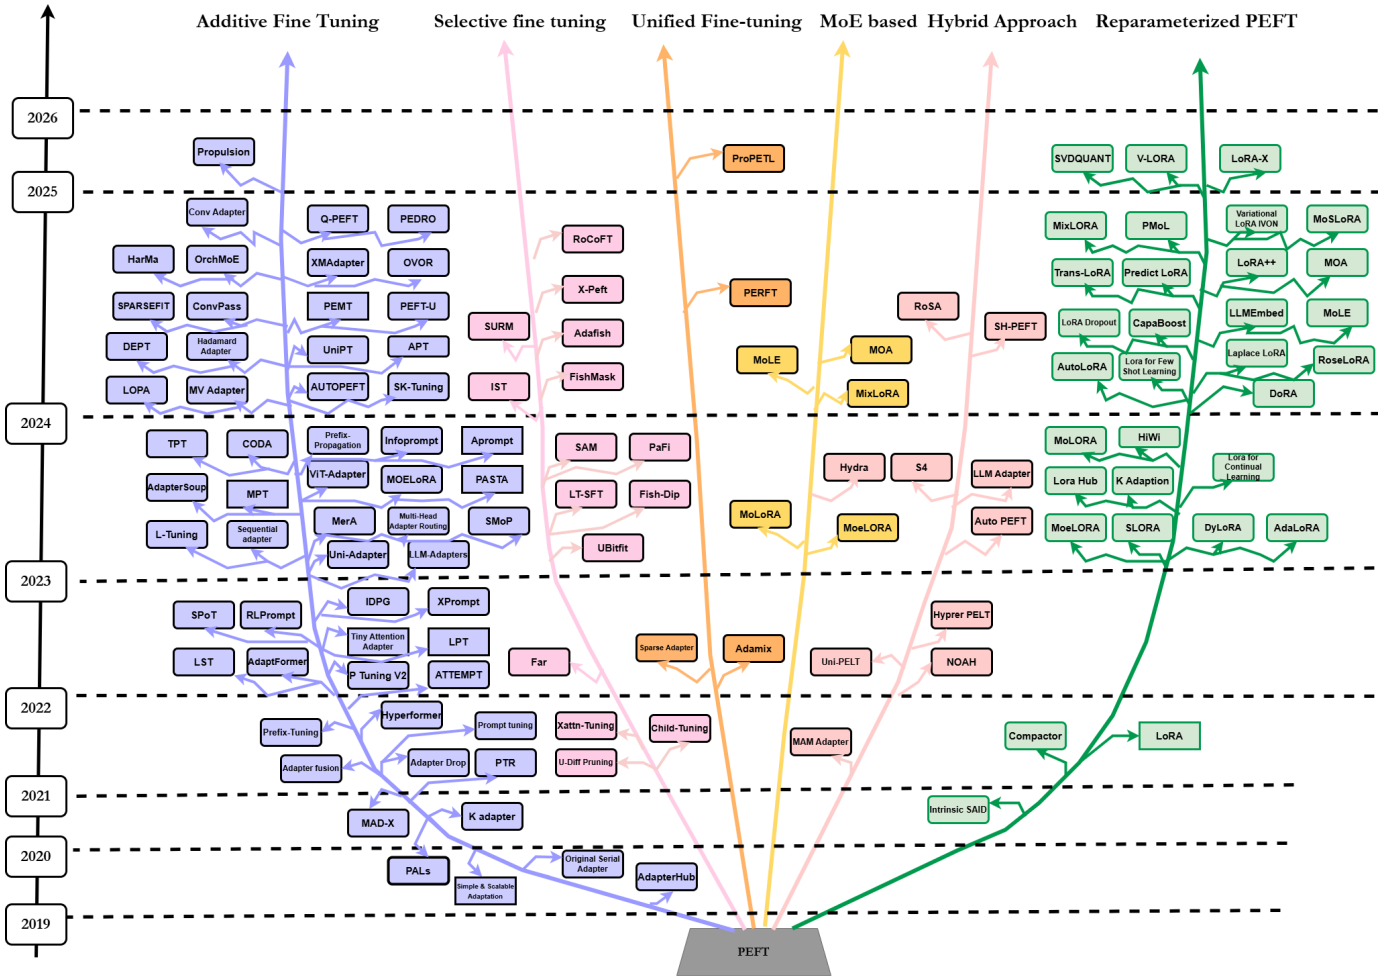 Additive Fine Tuning
Selective fine tuning
Unified Fine-tuning
MoE based
Hybrid Approach
Reparameterized PEFT
2026
Propulsion
ProPETL
SVDQUANT
V-LORA
LoRA-X
2025
Conv Adapter
Q-PEFT
PEDRO
RoCoFT
MixLORA
PMoL
Variational
LoRA IVON
MoSLoRA
HarMa
OrchMoE
XMAdapter
OVOR
X-Peft
PERFT
Trans-LoRA
Predict LoRA
LoRA++
MOA
SPARSEFIT
ConvPass
PEMT
PEFT-U
SURM
Adafish
RoSA
SH-PEFT
LoRA Dropout
CapaBoost
LLMEmbed
MoLE
DEPT
Hadamard
Adapter
UniPT
APT
MoLE
MOA
AutoLoRA
Lora for Few
Shot Learning
Laplace LoRA
RoseLoRA
LOPA
MV Adapter
AUTOPEFT
SK-Tuning
IST
FishMask
MixLoRA
DoRA
2024
TPT
CODA
Prefix-
Propagation
Infoprompt
Aprompt
SAM
PaFi
MoLORA
HiWi
Lora for
Continual
Learning
AdapterSoup
MPT
ViT-Adapter
MOELoRA
PASTA
LT-SFT
Fish-Dip
Hydra
S4
LLM Adapter
Lora Hub
K Adaption
L-Tuning
Sequential
adapter
MerA
Multi-Head
Adapter Routing
SMoP
MoLoRA
MoeLORA
Auto PEFT
MoeLORA
SLORA
DyLoRA
AdaLoRA
Uni-Adapter
LLM-Adapters
UBitfit
2023
SPoT
RLPrompt
IDPG
XPrompt
Hyprer PELT
Tiny Attention
Adapter
LPT
Sparse Adapter
Adamix
LST
AdaptFormer
P Tuning V2
ATTEMPT
Far
Uni-PELT
NOAH
2022
Prefix-Tuning
Hyperformer
Prompt tuning
Xattn-Tuning
Child-Tuning
MAM Adapter
Compactor
LoRA
Adapter fusion
Adapter Drop
PTR
U-Diff Pruning
2021
MAD-X
K adapter
Intrinsic SAID
2020
PALs
Simple & Scalable
Adaptation
Original Serial
Adapter
AdapterHub
2019
PEFT